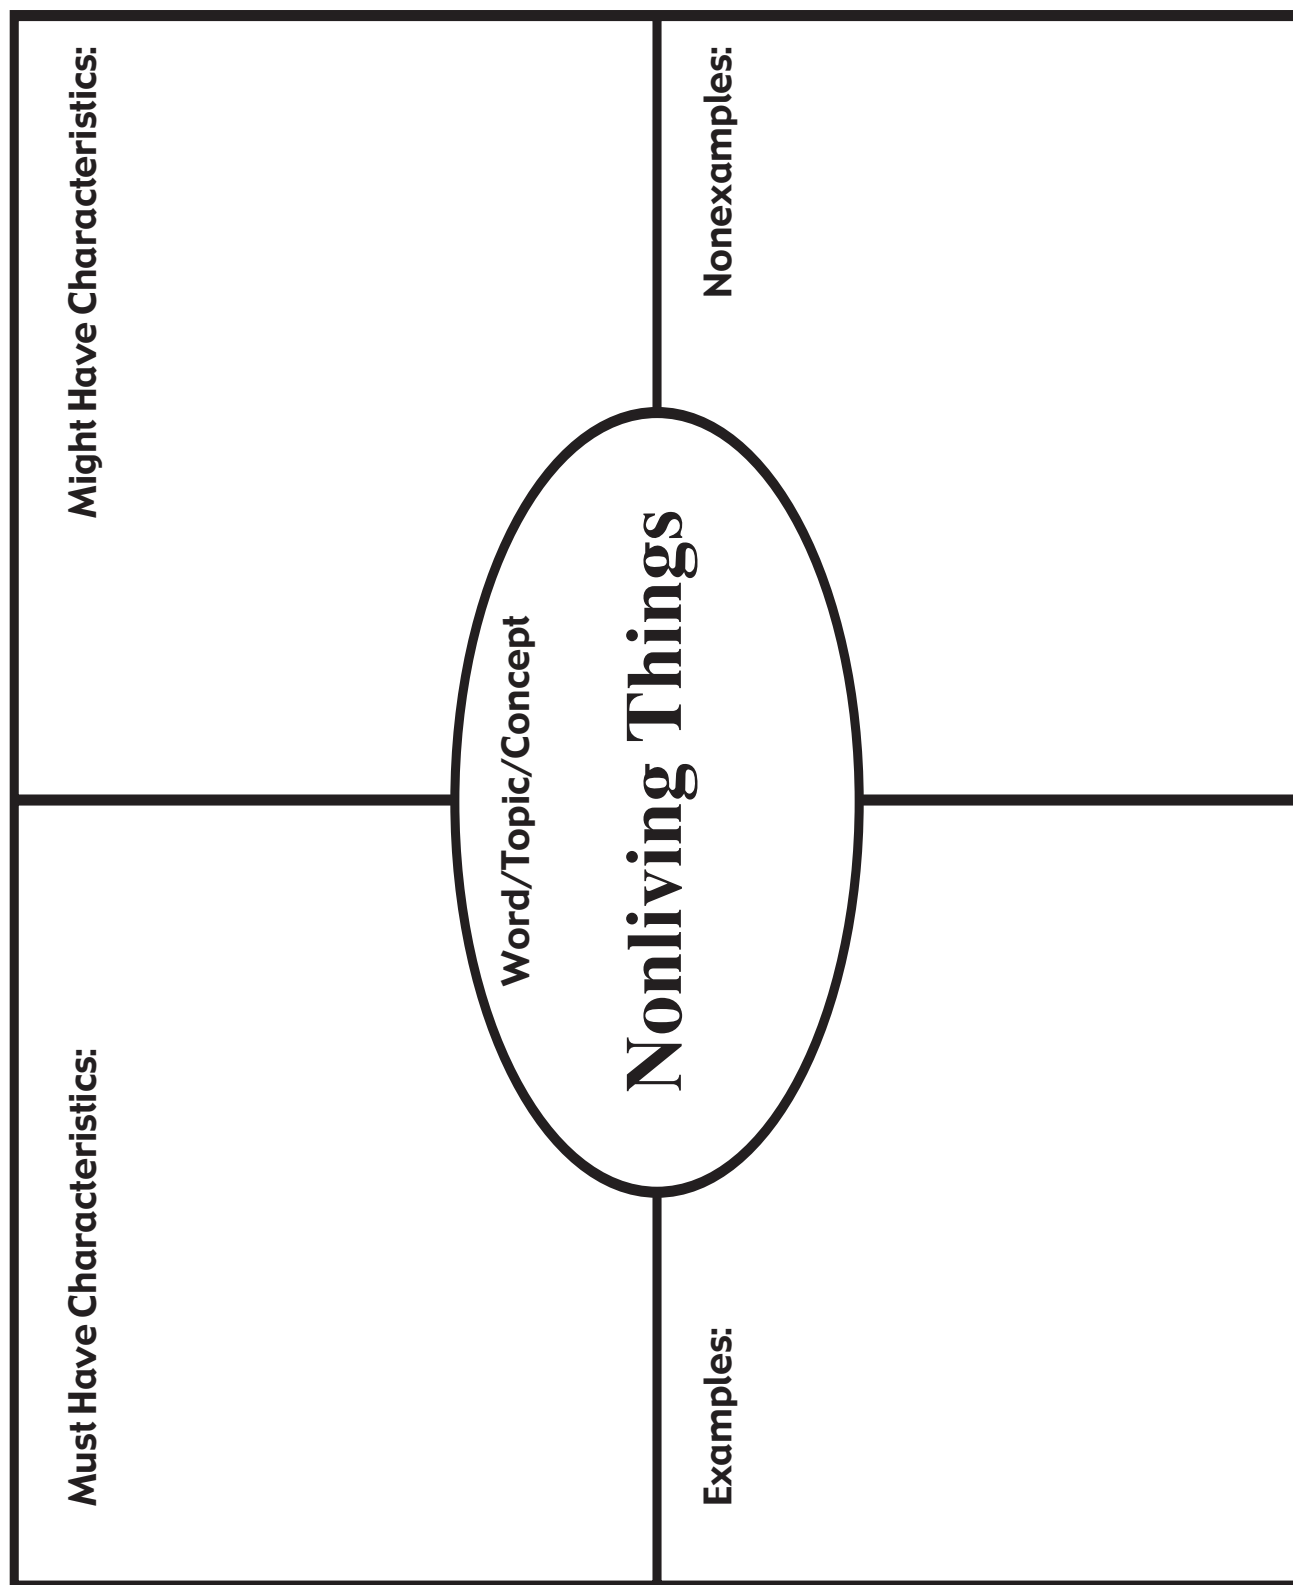 Must Have Characteristics:
Might Have Characteristics:
Word/Topic/Concept
Nonliving Things
Examples:
Nonexamples: